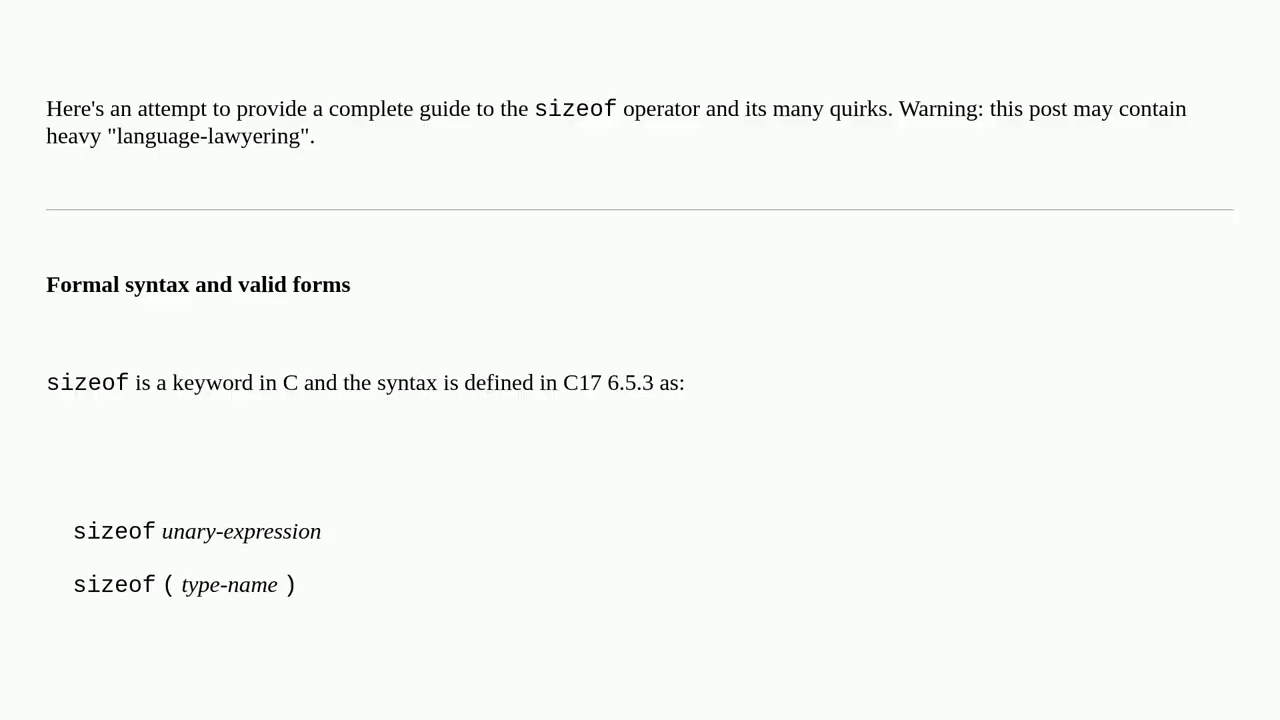 Here's an attempt to provide a complete guide to the sizeof operator and its many quirks. Warning: this post may contain
heavy "language-lawyering".
Formal syntax and valid forms
sizeof is a keyword in C and the syntax is defined in C17 6.5.3 as:
sizeof unary-expression
sizeof ( type-name )